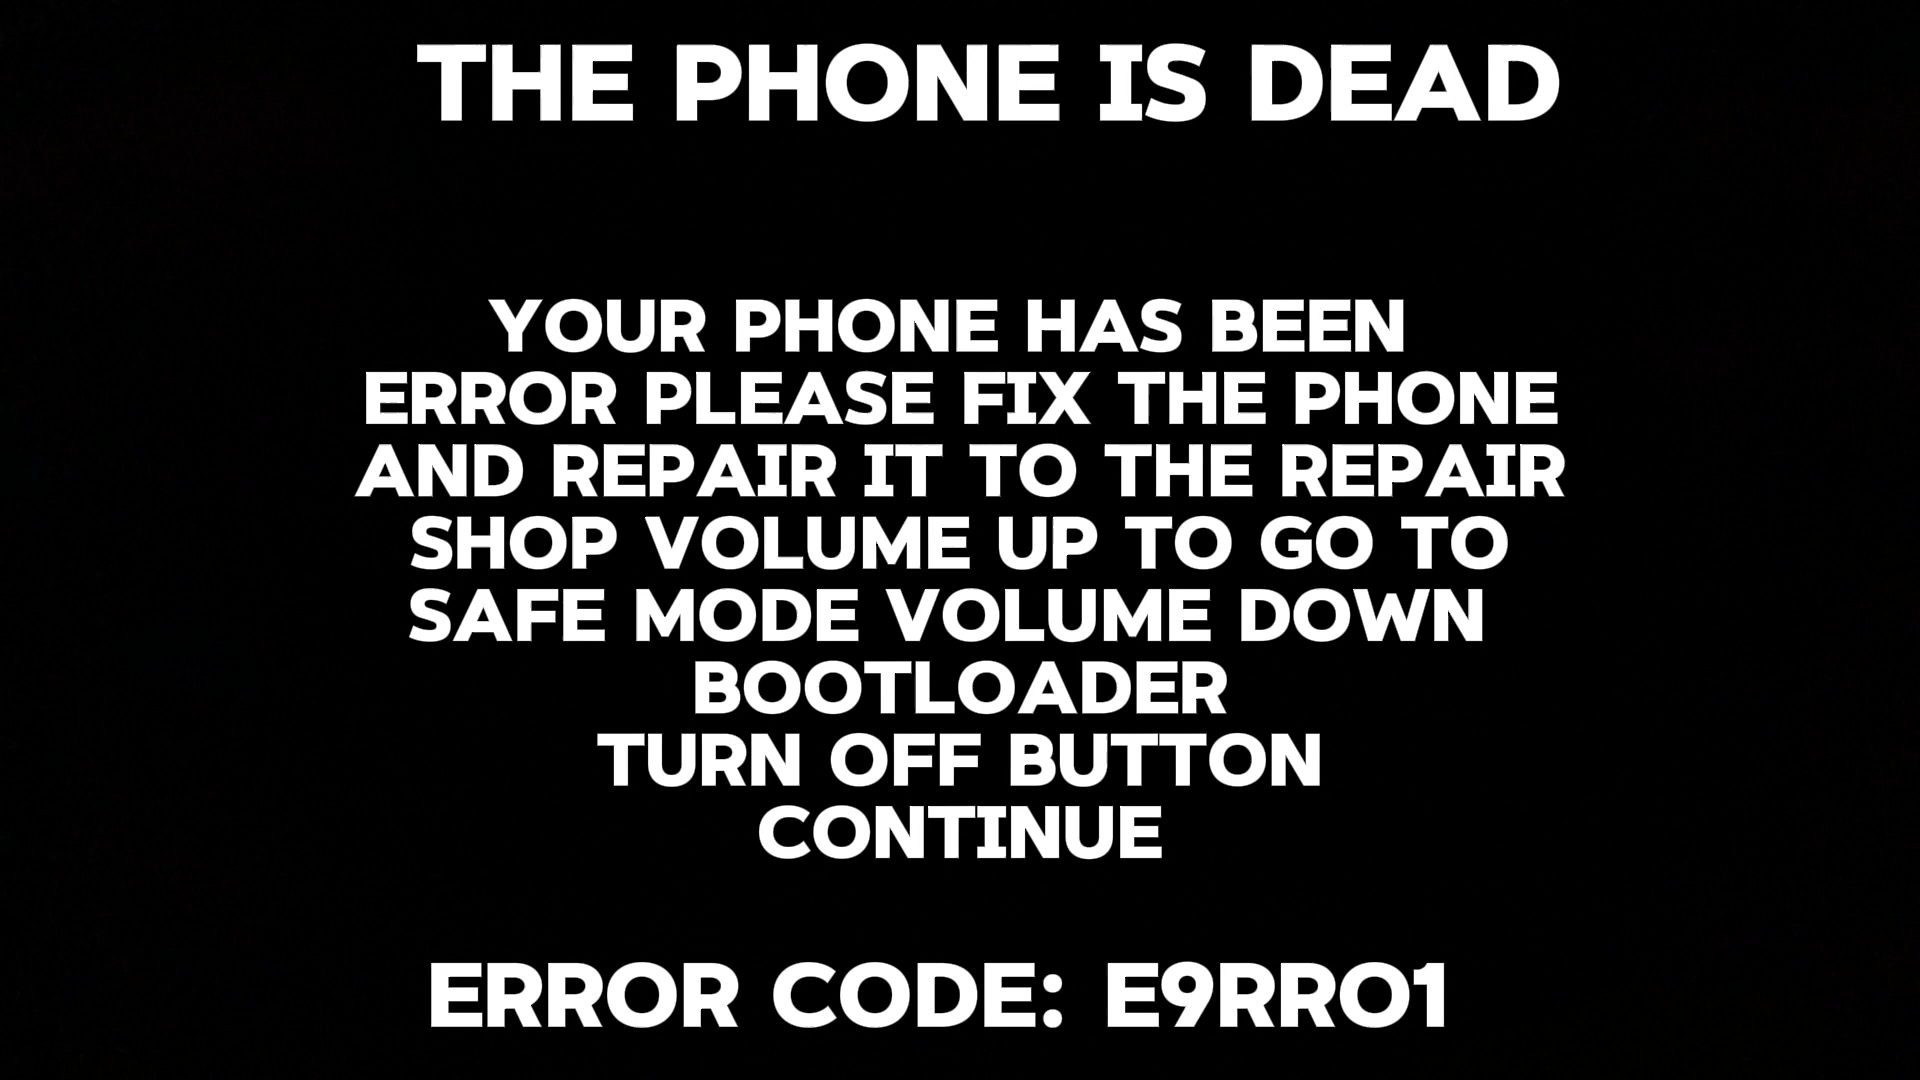 THE PHONE IS DEAD
YOUR PHONE HAS BEEN
ERROR PLEASE FIX THE PHONE
AND REPAIR IT TO THE REPAIR
SHOP VOLUME UP TO GO TO
SAFE MODE VOLUME DOWN
BOOTLOADER
TURN OFF BUTTON
CONTINUE
ERROR CODE: E9RRO1